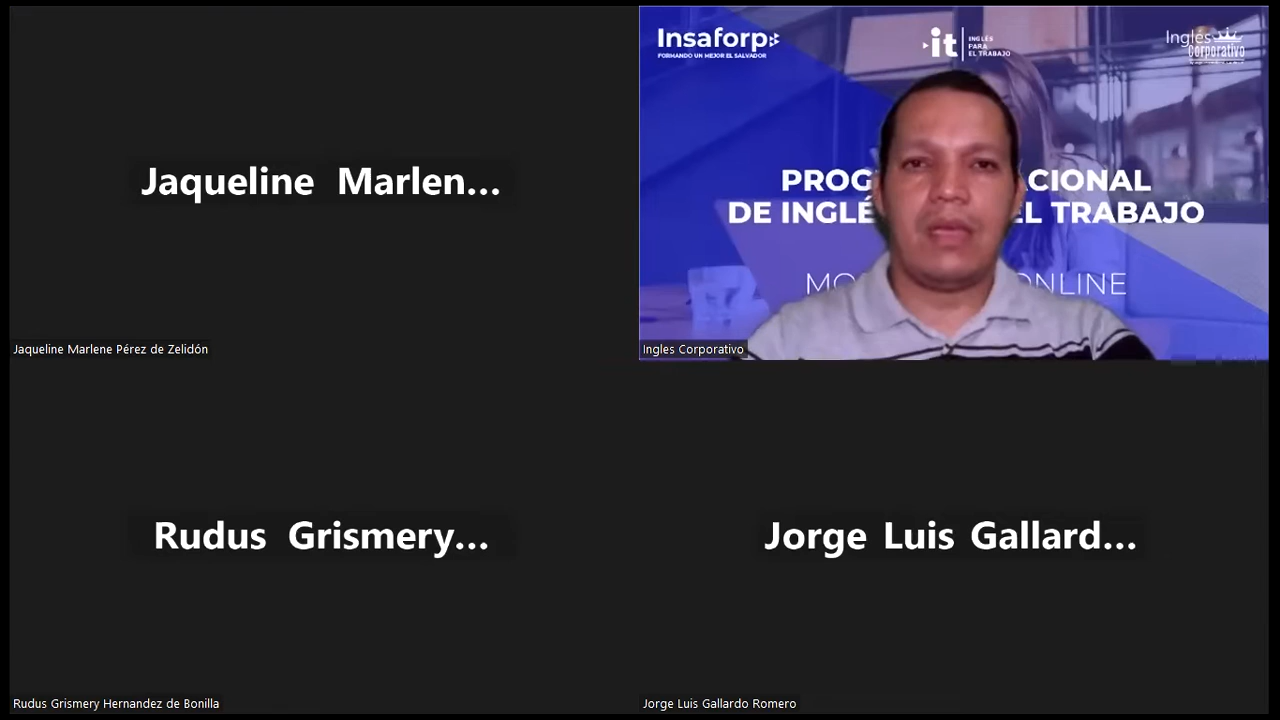 Jaqueline Marlen...
Jaqueline Marlene Pérez de Zelidón
Insaforp
FORMANDO UN MEJOR EL SALVADOR
it
INGLÉS
PARA
EL TRABAJO
Inglés
Corporativo
PROG CIONAL
DE INGLÉ EL TRABAJO
MO ONLINE
Ingles Corporativo
Rudus Grismery...
Rudus Grismery Hernandez de Bonilla
Jorge Luis Gallard...
Jorge Luis Gallardo Romero